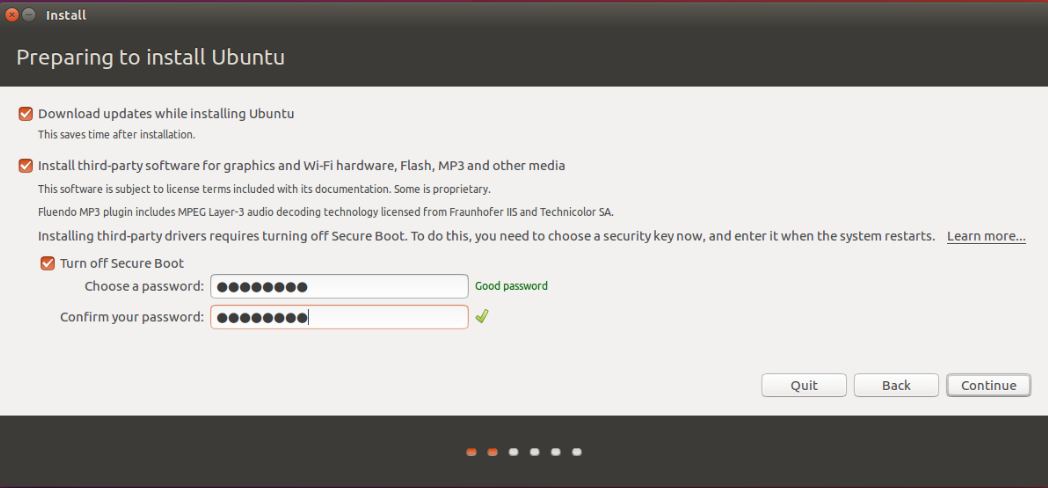 Install
Preparing to install Ubuntu
Download updates while installing Ubuntu
This saves time after installation.
Install third-party software for graphics and Wi-Fi hardware, Flash, MP3 and other media
This software is subject to license terms included with its documentation. Some is proprietary.
Fluendo MP3 plugin includes MPEG Layer-3 audio decoding technology licensed from Fraunhofer IIS and Technicolor SA.
Installing third-party drivers requires turning off Secure Boot. To do this, you need to choose a security key now, and enter it when the system restarts. Learn more...
Turn off Secure Boot
Choose a password: ●●●●●●●● Good password
Confirm your password: ●●●●●●●●
Quit Back Continue